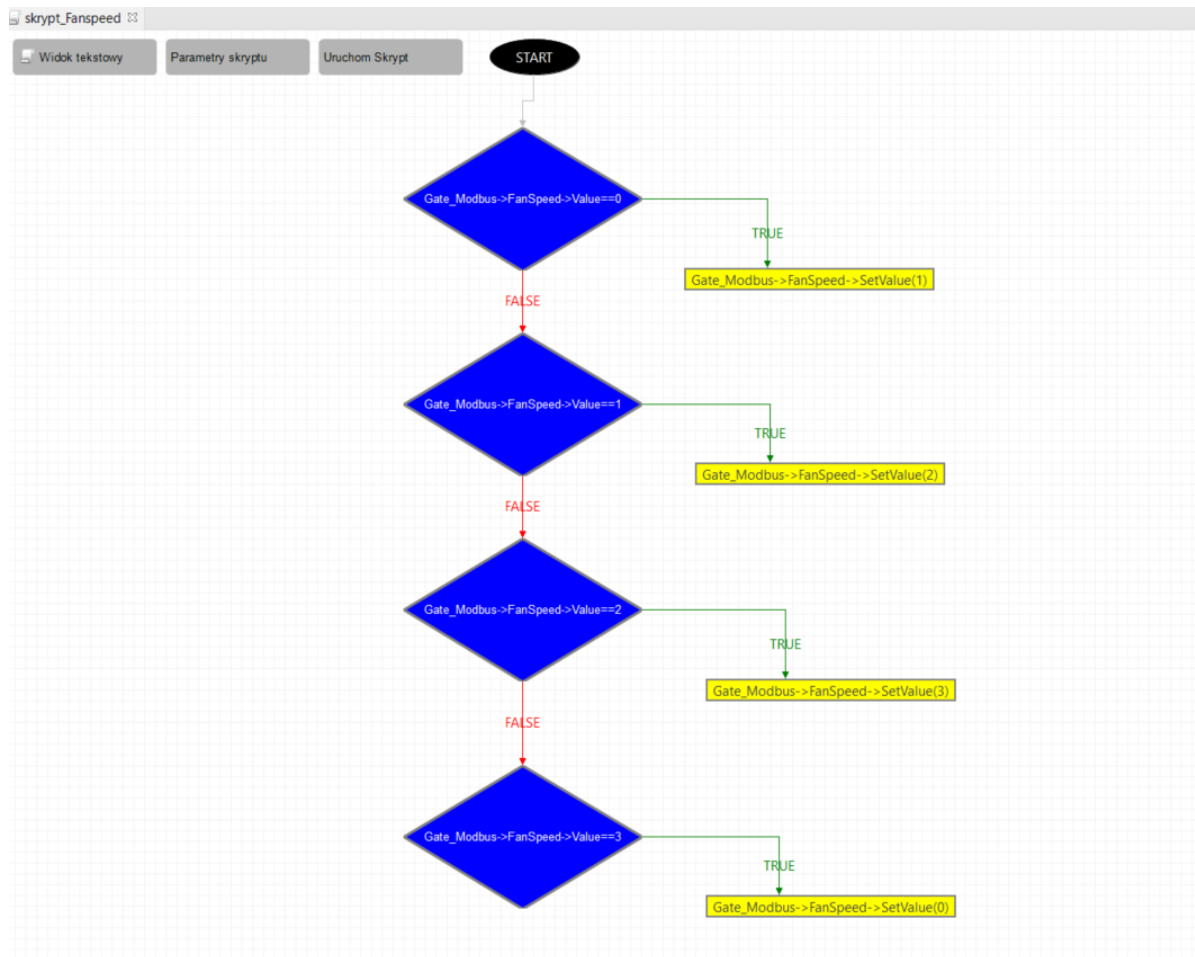 skrypt_Fanspeed
Widok tekstowy
Parametry skryptu
Uruchom Skrypt
START
Gate_Modbus->FanSpeed->Value==0
TRUE
Gate_Modbus->FanSpeed->SetValue(1)
FALSE
Gate_Modbus->FanSpeed->Value==1
TRUE
Gate_Modbus->FanSpeed->SetValue(2)
FALSE
Gate_Modbus->FanSpeed->Value==2
TRUE
Gate_Modbus->FanSpeed->SetValue(3)
FALSE
Gate_Modbus->FanSpeed->Value==3
TRUE
Gate_Modbus->FanSpeed->SetValue(0)